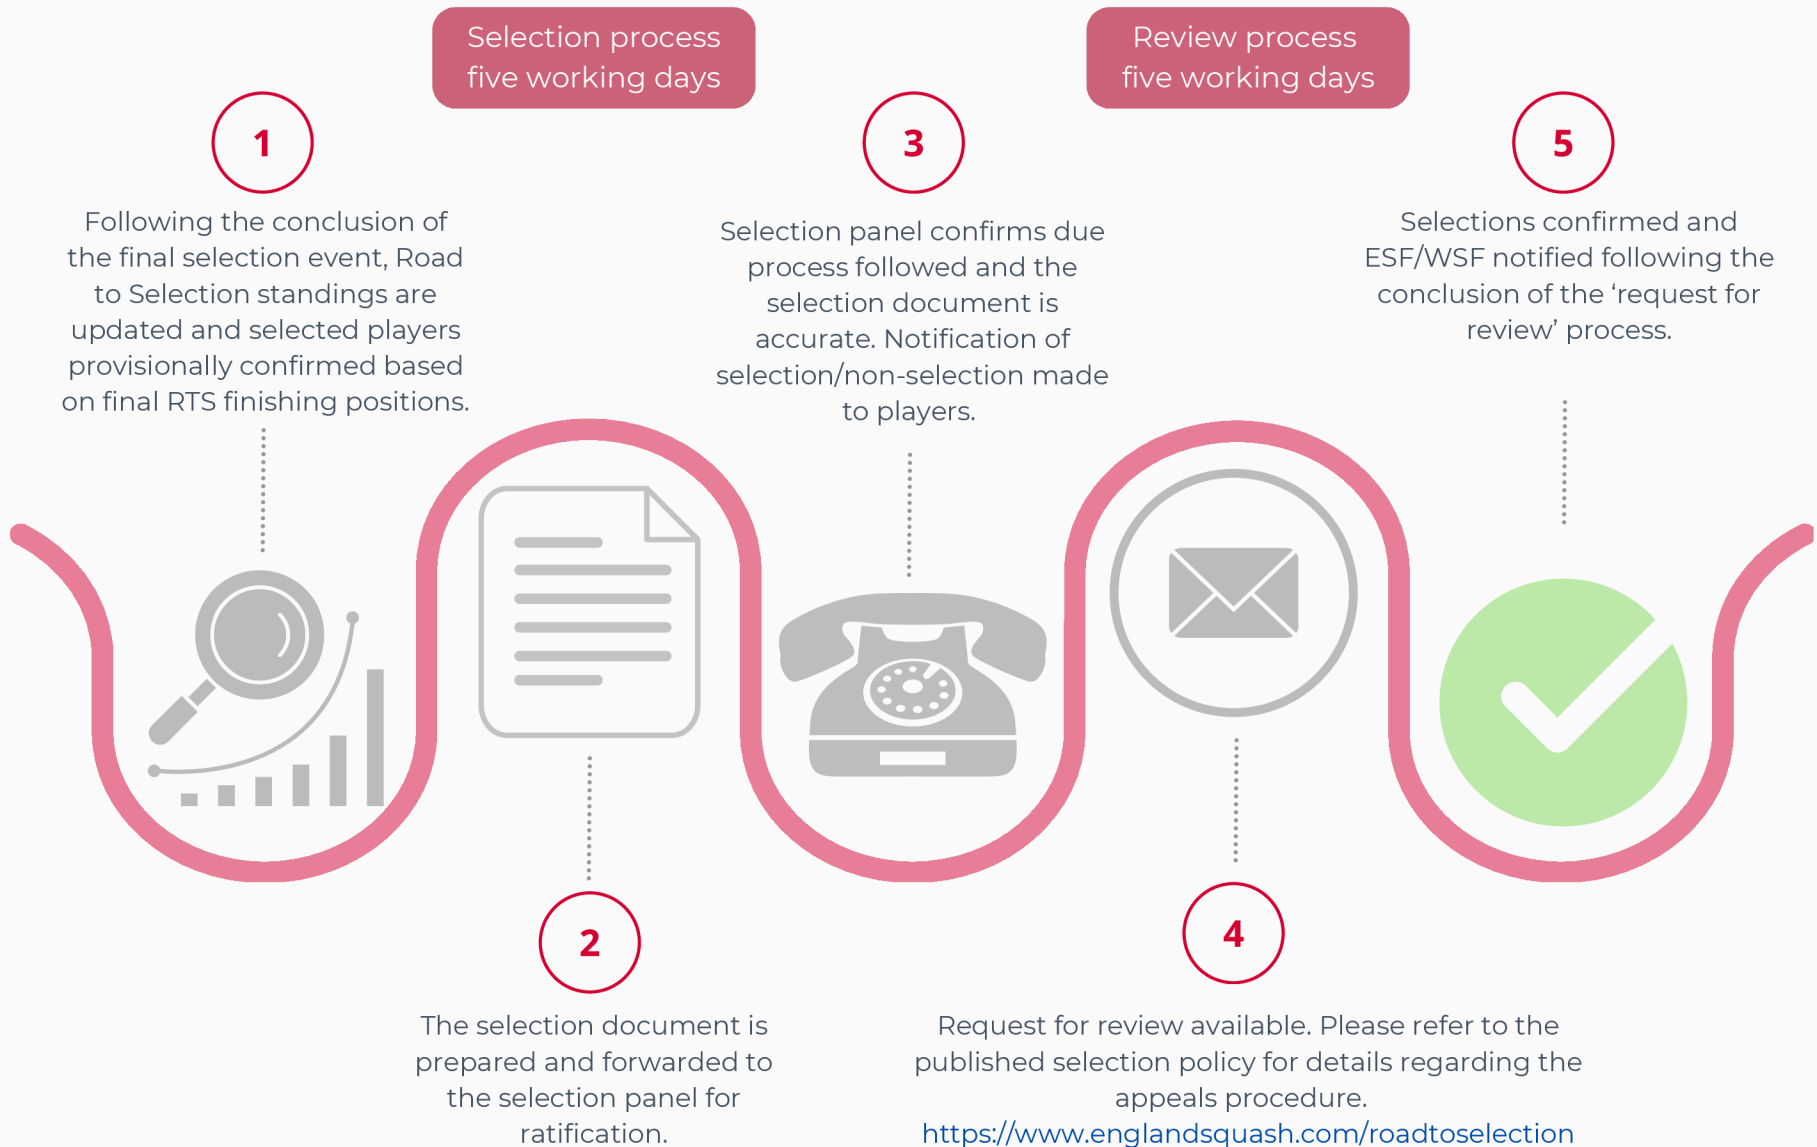 Selection process
five working days
Review process
five working days
1
Following the conclusion of
the final selection event, Road
to Selection standings are
updated and selected players
provisionally confirmed based
on final RTS finishing positions.
3
Selection panel confirms due
process followed and the
selection document is
accurate. Notification of
selection/non-selection made
to players.
5
Selections confirmed and
ESF/WSF notified following the
conclusion of the ‘request for
review’ process.
2
The selection document is
prepared and forwarded to
the selection panel for
ratification.
4
Request for review available. Please refer to the
published selection policy for details regarding the
appeals procedure.
https://www.englandsquash.com/roadtoselection